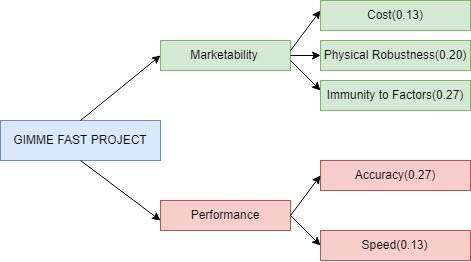 Cost(0.13)
Marketability
Physical Robustness(0.20)
Immunity to Factors(0.27)
GIMME FAST PROJECT
Accuracy(0.27)
Performance
Speed(0.13)